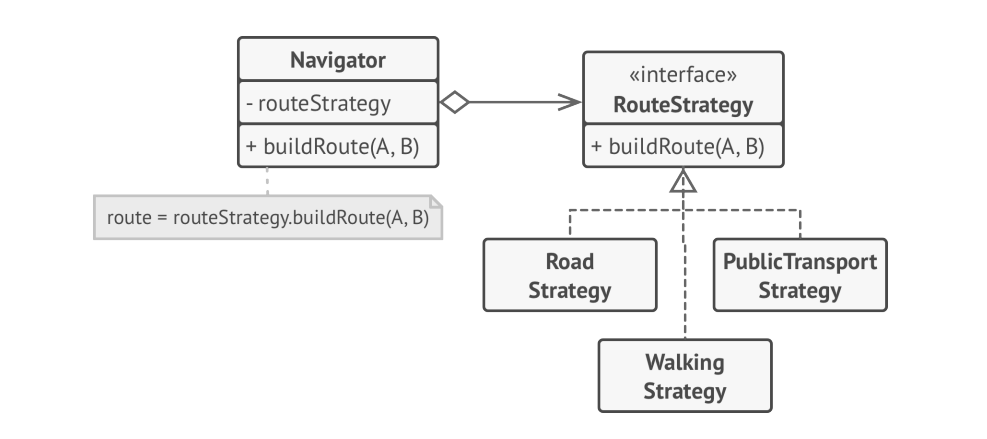 Navigator
- routeStrategy
+ buildRoute(A, B)
route = routeStrategy.buildRoute(A, B)
«interface»
RouteStrategy
+ buildRoute(A, B)
Road
Strategy
PublicTransport
Strategy
Walking
Strategy